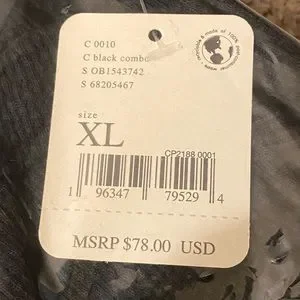 C 0010
C black combo
S OB1543742
S 68205467
size
XL
CP2188 0001
1 96347 79529 4
MSRP $78.00 USD